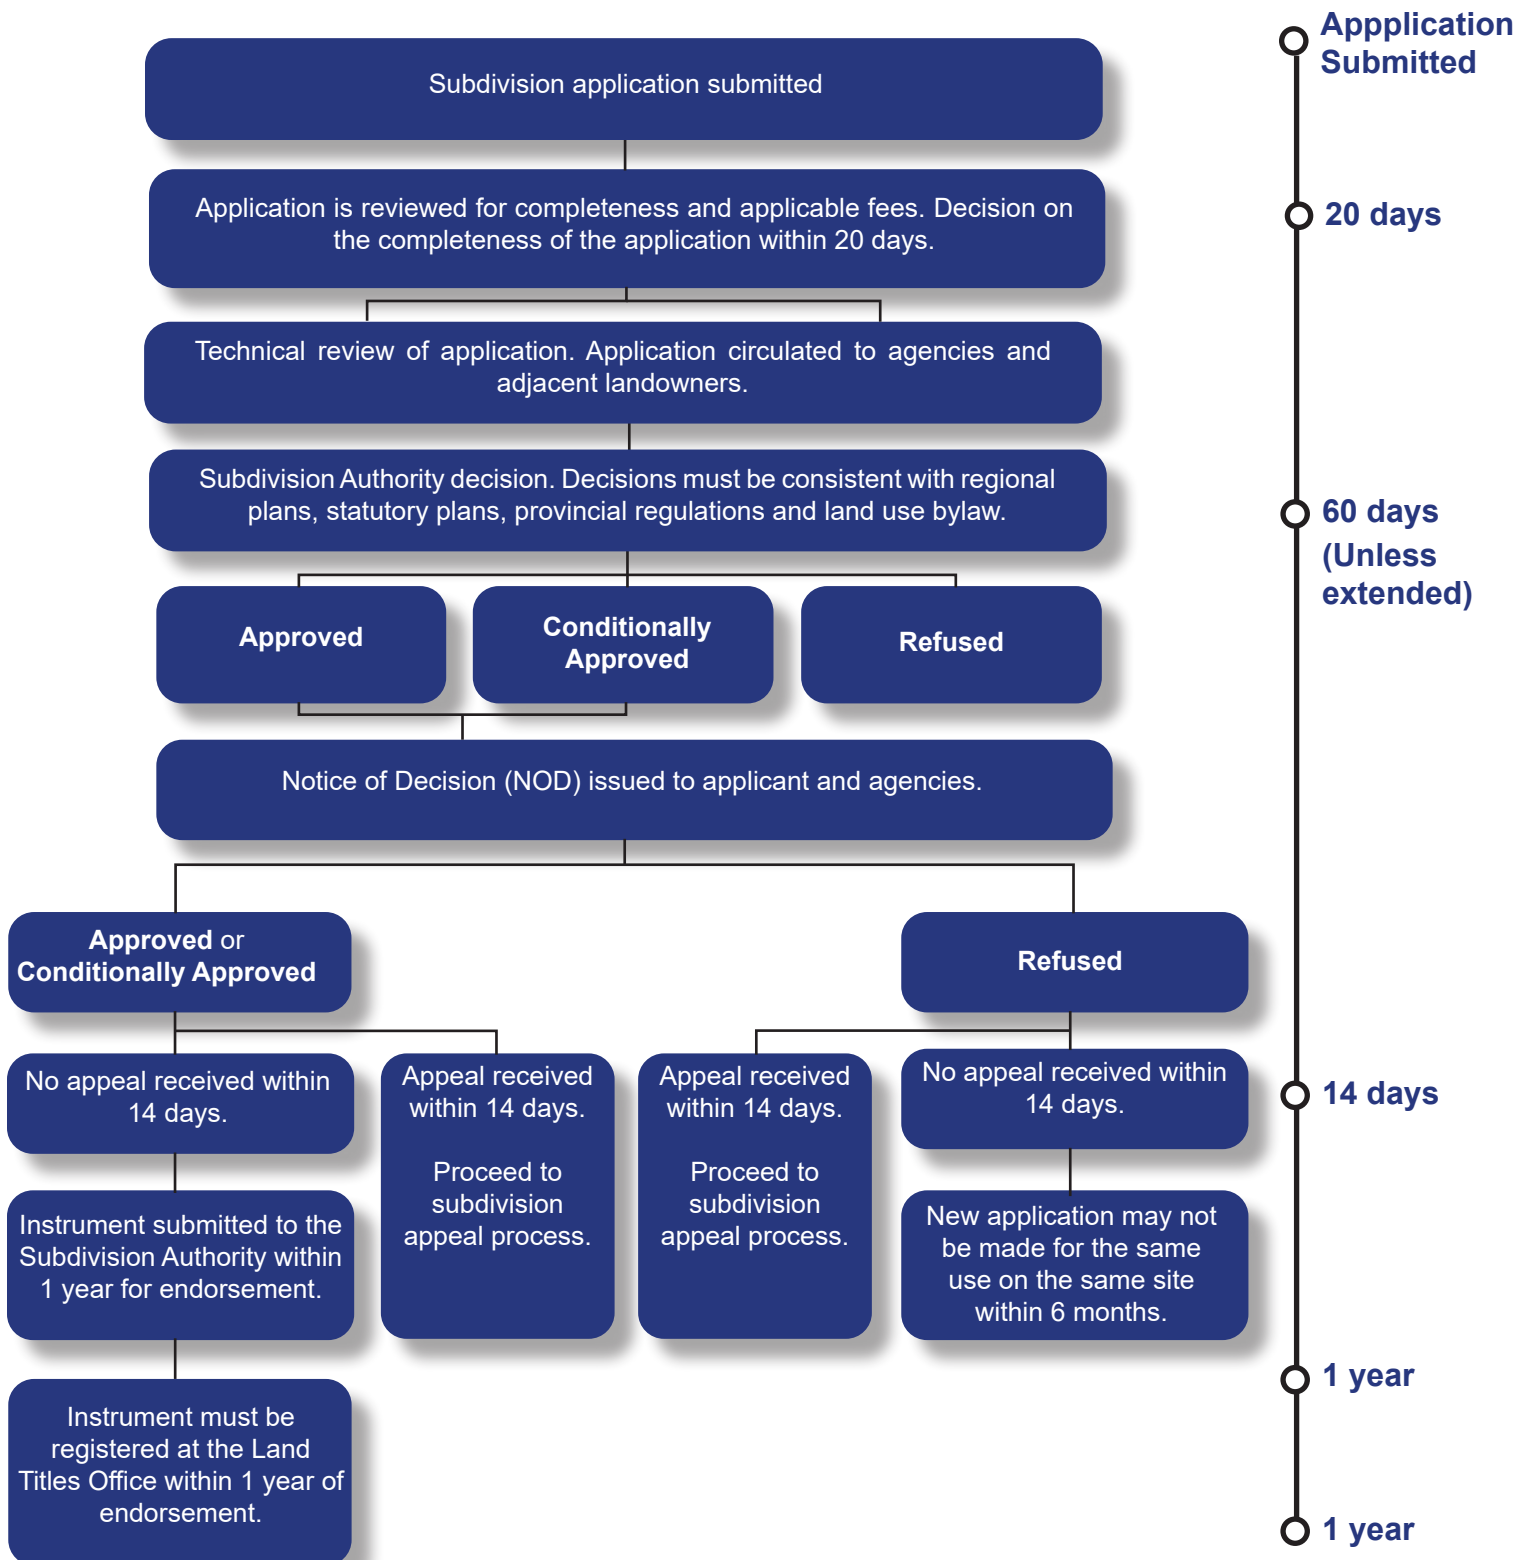 Appplication
Submitted
Subdivision application submitted
Application is reviewed for completeness and applicable fees. Decision on
the completeness of the application within 20 days.
20 days
Technical review of application. Application circulated to agencies and
adjacent landowners.
Subdivision Authority decision. Decisions must be consistent with regional
plans, statutory plans, provincial regulations and land use bylaw.
60 days
(Unless
extended)
Approved
Conditionally
Approved
Refused
Notice of Decision (NOD) issued to applicant and agencies.
Approved or
Conditionally Approved
Refused
No appeal received within
14 days.
Appeal received
within 14 days.
Proceed to
subdivision
appeal process.
Appeal received
within 14 days.
Proceed to
subdivision
appeal process.
No appeal received within
14 days.
14 days
Instrument submitted to the
Subdivision Authority within
1 year for endorsement.
New application may not
be made for the same
use on the same site
within 6 months.
1 year
Instrument must be
registered at the Land
Titles Office within 1 year of
endorsement.
1 year